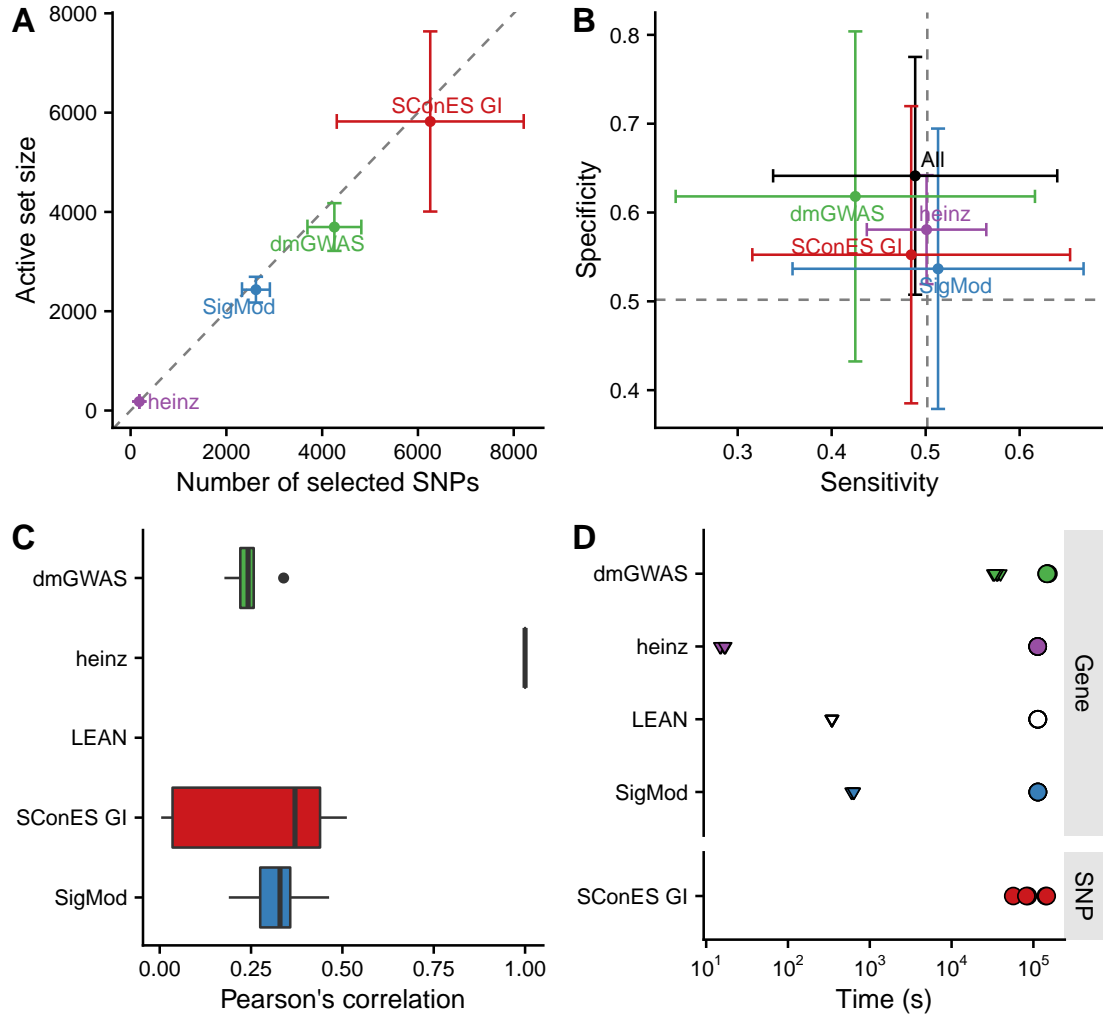 A
8000
6000
4000
2000
0
Active set size
SConES GI
dmGWAS
SigMod
heinz
0 2000 4000 6000 8000
Number of selected SNPs
B
0.8
0.7
0.6
0.5
0.4
Specificity
All
dmGWAS
heinz
SConES GI
SigMod
0.3 0.4 0.5 0.6
Sensitivity
C
dmGWAS
heinz
LEAN
SConES GI
SigMod
0.00 0.25 0.50 0.75 1.00
Pearson's correlation
D
dmGWAS
heinz
LEAN
SigMod
Gene
SConES GI
SNP
10¹ 10² 10³ 10⁴ 10⁵
Time (s)